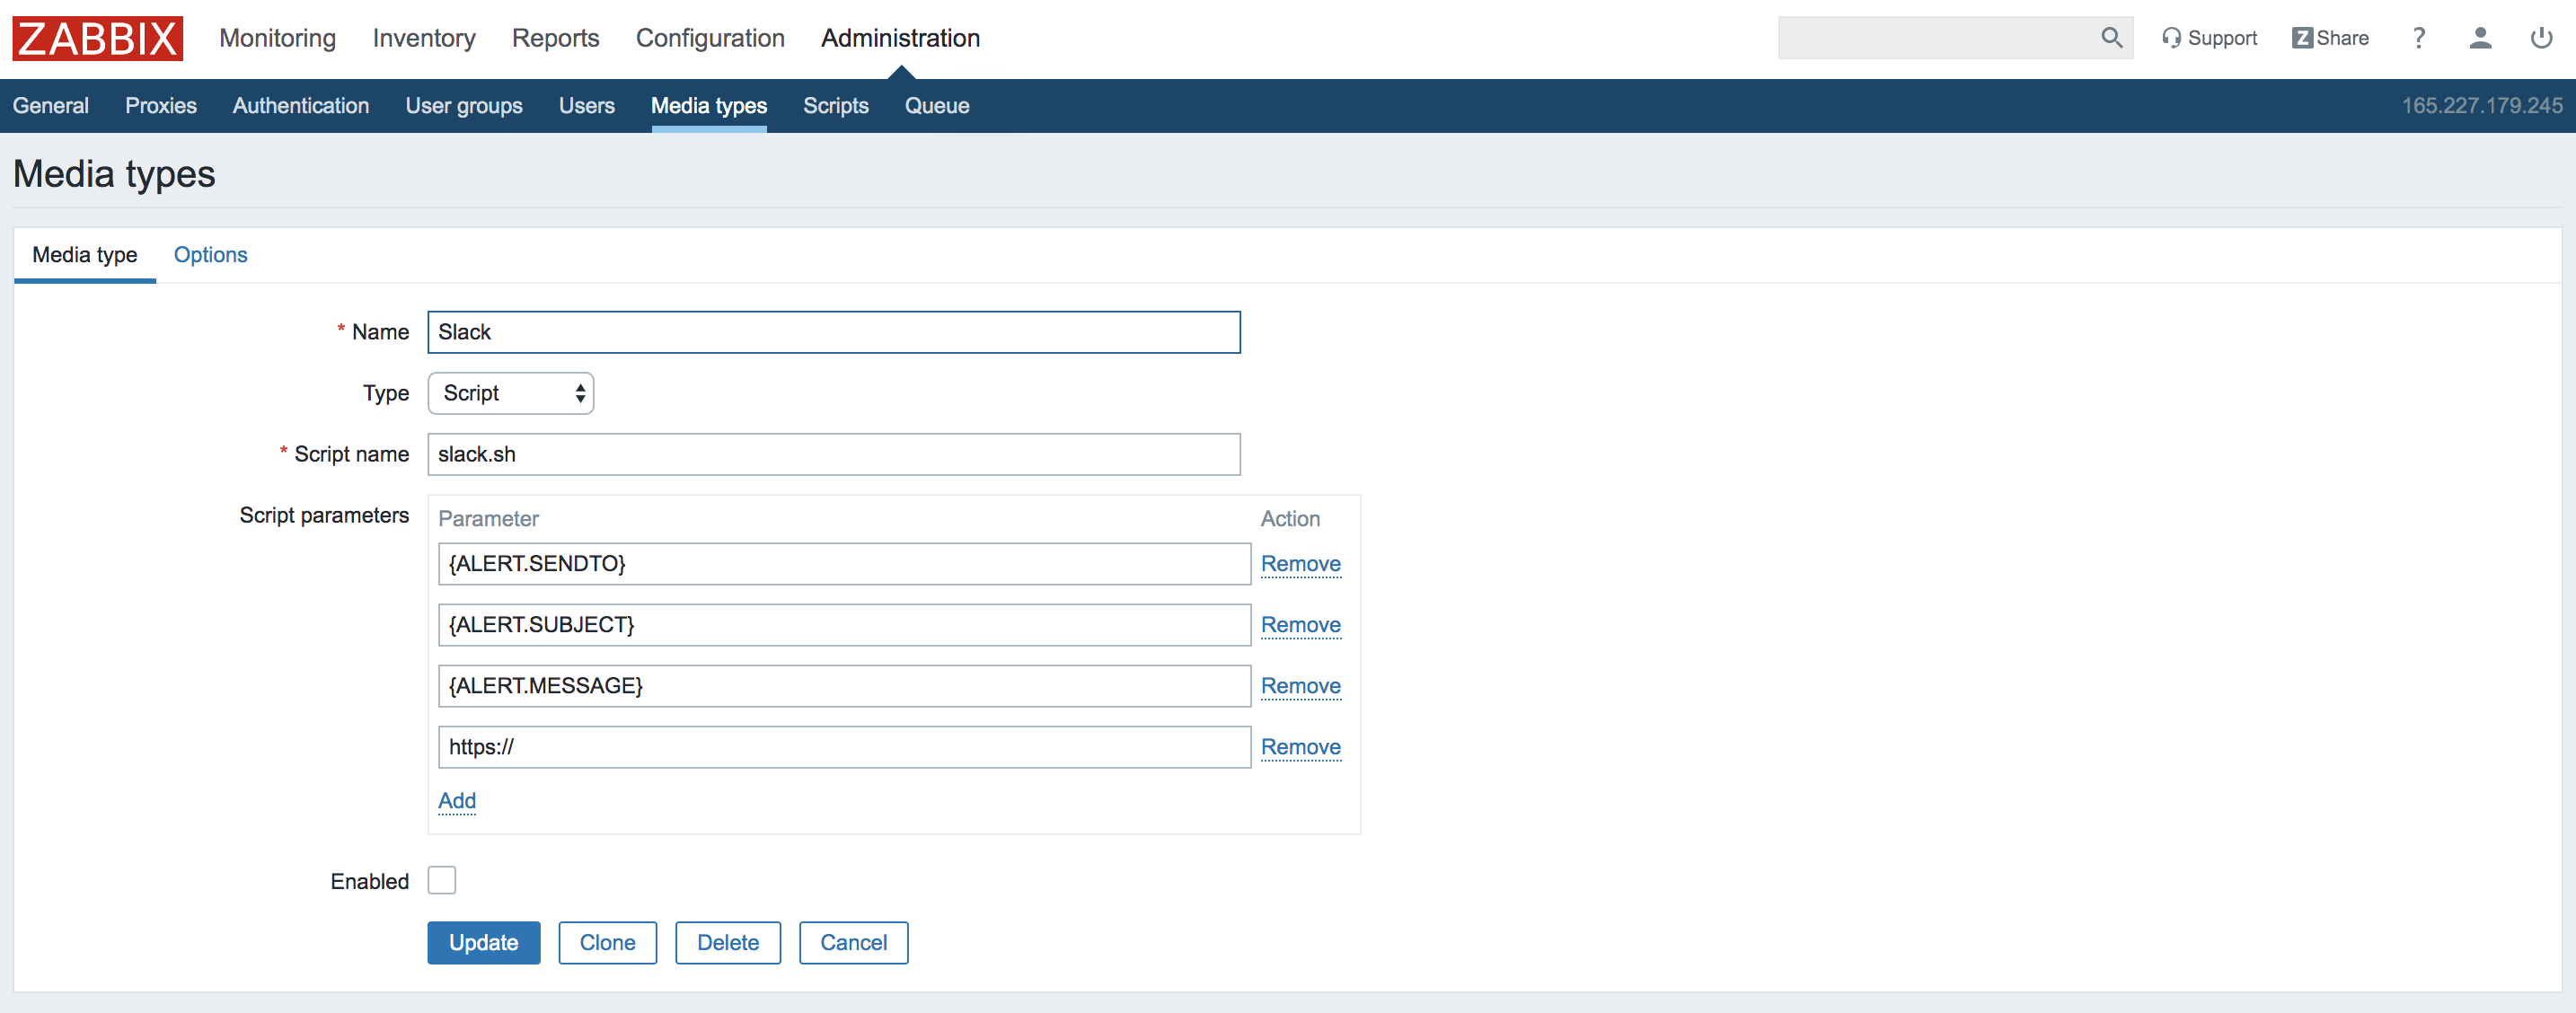 ZABBIX Monitoring Inventory Reports Configuration Administration Support Z Share ?
General Proxies Authentication User groups Users Media types Scripts Queue 165.227.179.245
Media types
Media type Options
* Name Slack
Type Script
* Script name slack.sh
Script parameters Parameter Action
{ALERT.SENDTO} Remove
{ALERT.SUBJECT} Remove
{ALERT.MESSAGE} Remove
https:// Remove
Add
Enabled
Update Clone Delete Cancel